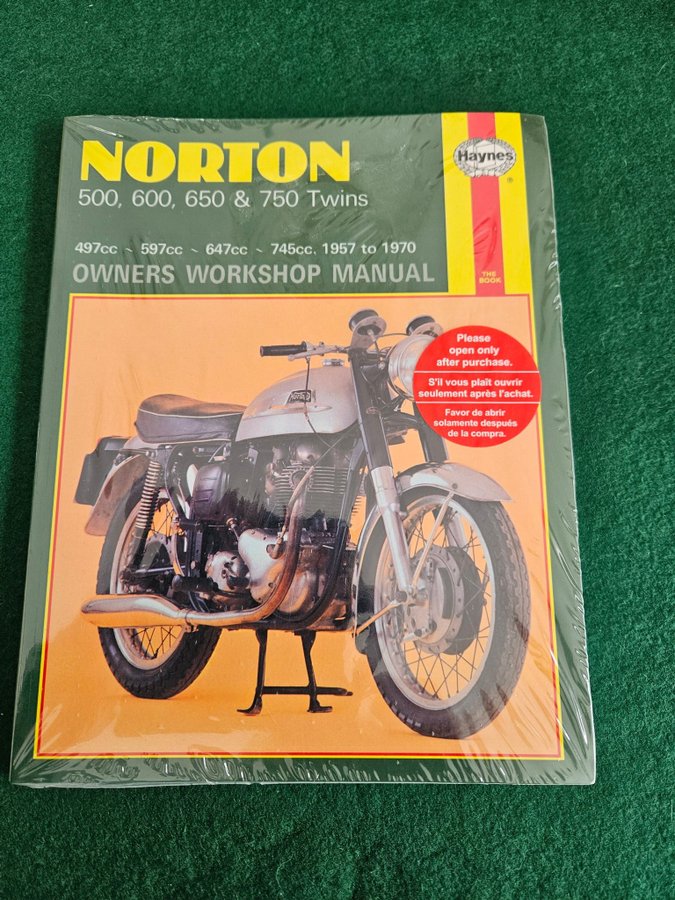 NORTON
500, 600, 650 & 750 Twins
497cc ~ 597cc ~ 647cc ~ 745cc. 1957 to 1970
OWNERS WORKSHOP MANUAL
Haynes
®
THE
BOOK
Please
open only
after purchase.
S'il vous plaît ouvrir
seulement après l'achat.
Favor de abrir
solamente después
de la compra.